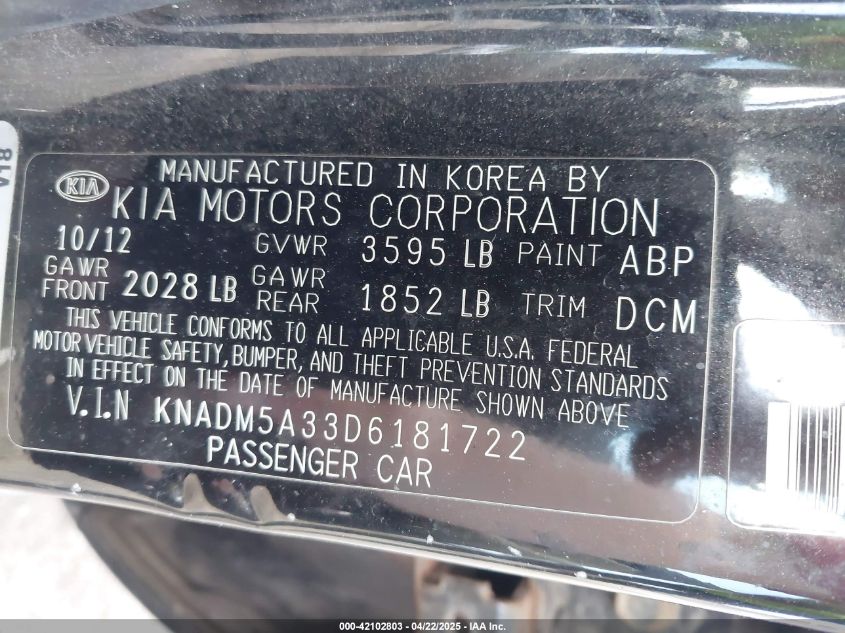 MANUFACTURED IN KOREA BY
KIA KIA MOTORS CORPORATION
10/12 GVWR 3595 LB PAINT ABP
GAWR FRONT 2028 LB GAWR REAR 1852 LB TRIM DCM
THIS VEHICLE CONFORMS TO ALL APPLICABLE U.S.A. FEDERAL
MOTOR VEHICLE SAFETY, BUMPER, AND THEFT PREVENTION STANDARDS
IN EFFECT ON THE DATE OF MANUFACTURE SHOWN ABOVE
V.I.N KNADM5A33D6181722
PASSENGER CAR
000-42102803 - 04/22/2025 - IAA Inc.